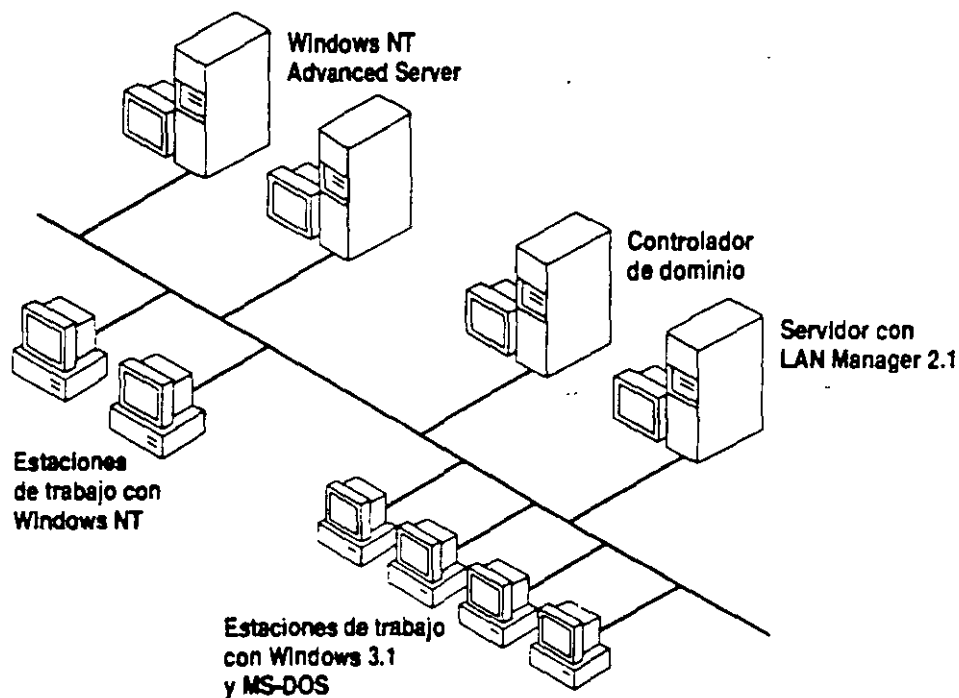 Windows NT
Advanced Server
Controlador
de dominio
Servidor con
LAN Manager 2.1
Estaciones
de trabajo con
Windows NT
Estaciones de trabajo
con Windows 3.1
y MS-DOS